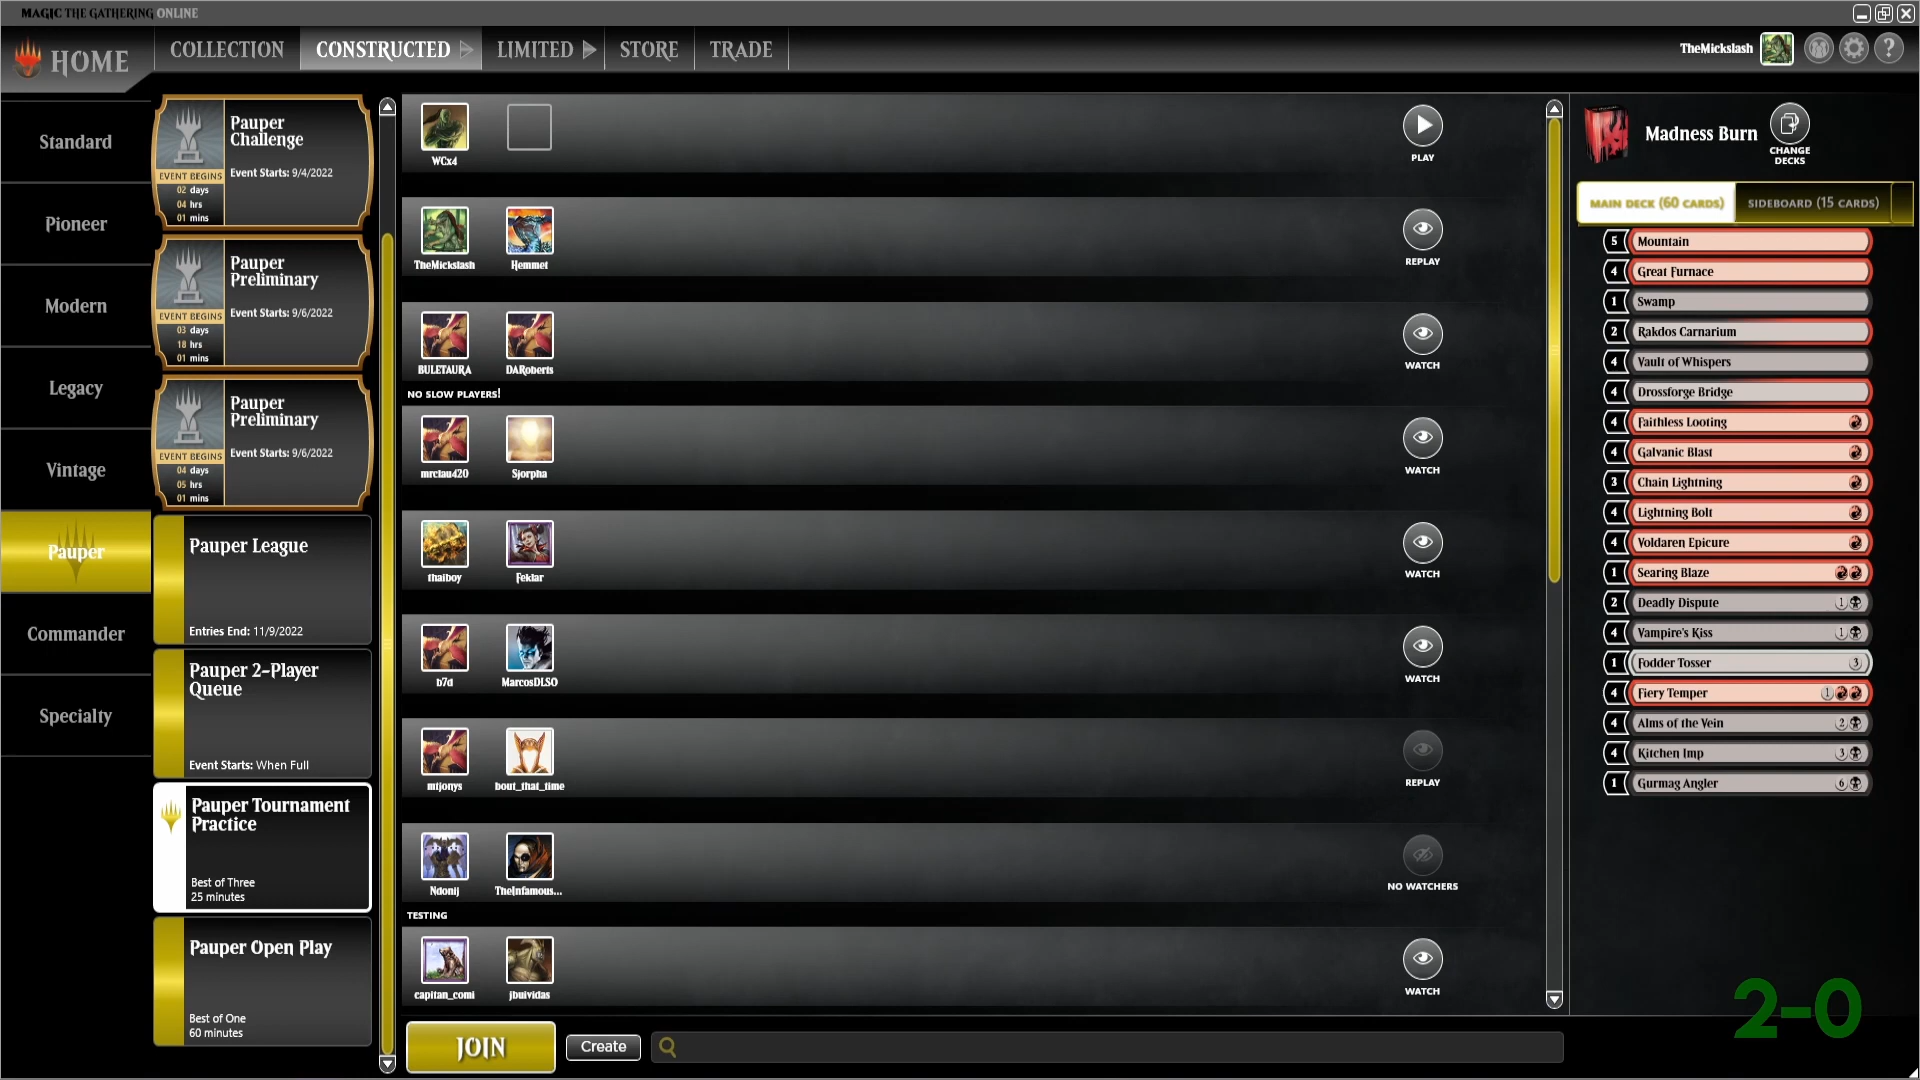 MAGIC THE GATHERING ONLINE
HOME
COLLECTION
CONSTRUCTED
LIMITED
STORE
TRADE
TheMickslash
?
Standard
Pioneer
Modern
Legacy
Vintage
Pauper
Commander
Specialty
Pauper
Challenge
Event Starts: 9/4/2022
EVENT BEGINS
02 days
04 hrs
01 mins
Pauper
Preliminary
Event Starts: 9/6/2022
EVENT BEGINS
03 days
18 hrs
01 mins
Pauper
Preliminary
Event Starts: 9/6/2022
EVENT BEGINS
04 days
05 hrs
01 mins
Pauper League
Entries End: 11/9/2022
Pauper 2-Player
Queue
Event Starts: When Full
Pauper Tournament
Practice
Best of Three
25 minutes
Pauper Open Play
Best of One
60 minutes
WCx4
PLAY
TheMickslash
Hemmet
REPLAY
BULETAURA
DARoberts
WATCH
NO SLOW PLAYERS!
mrclau420
Sjorpha
WATCH
thaiboy
Feklar
WATCH
b7d
MarcosDLSO
WATCH
mtjonys
bout_that_time
REPLAY
Ndonij
TheInfamous...
NO WATCHERS
TESTING
capitan_comi
jbuividas
WATCH
JOIN
Create
Madness Burn
CHANGE
DECKS
MAIN DECK (60 CARDS)
SIDEBOARD (15 CARDS)
5 Mountain
4 Great Furnace
1 Swamp
2 Rakdos Carnarium
4 Vault of Whispers
4 Drossforge Bridge
4 Faithless Looting
4 Galvanic Blast
3 Chain Lightning
4 Lightning Bolt
4 Voldaren Epicure
1 Searing Blaze
2 Deadly Dispute 1
4 Vampire's Kiss 1
1 Fodder Tosser 3
4 Fiery Temper 1
4 Alms of the Vein 2
4 Kitchen Imp 3
1 Gurmag Angler 6
2-0